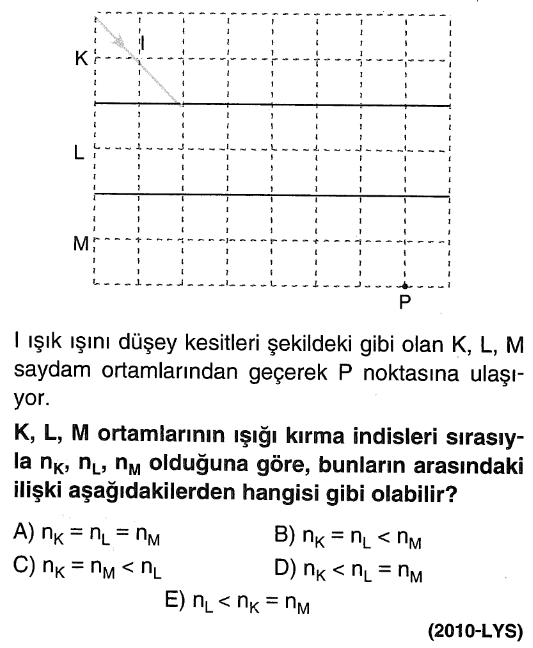 I
K
L
M
P
I ışık ışını düşey kesitleri şekildeki gibi olan K, L, M
saydam ortamlarından geçerek P noktasına ulaşı-
yor.
K, L, M ortamlarının ışığı kırma indisleri sırasıy-
la nK, nL, nM olduğuna göre, bunların arasındaki
ilişki aşağıdakilerden hangisi gibi olabilir?
A) nK = nL = nM B) nK = nL < nM
C) nK = nM < nL D) nK < nL = nM
E) nL < nK = nM
(2010-LYS)